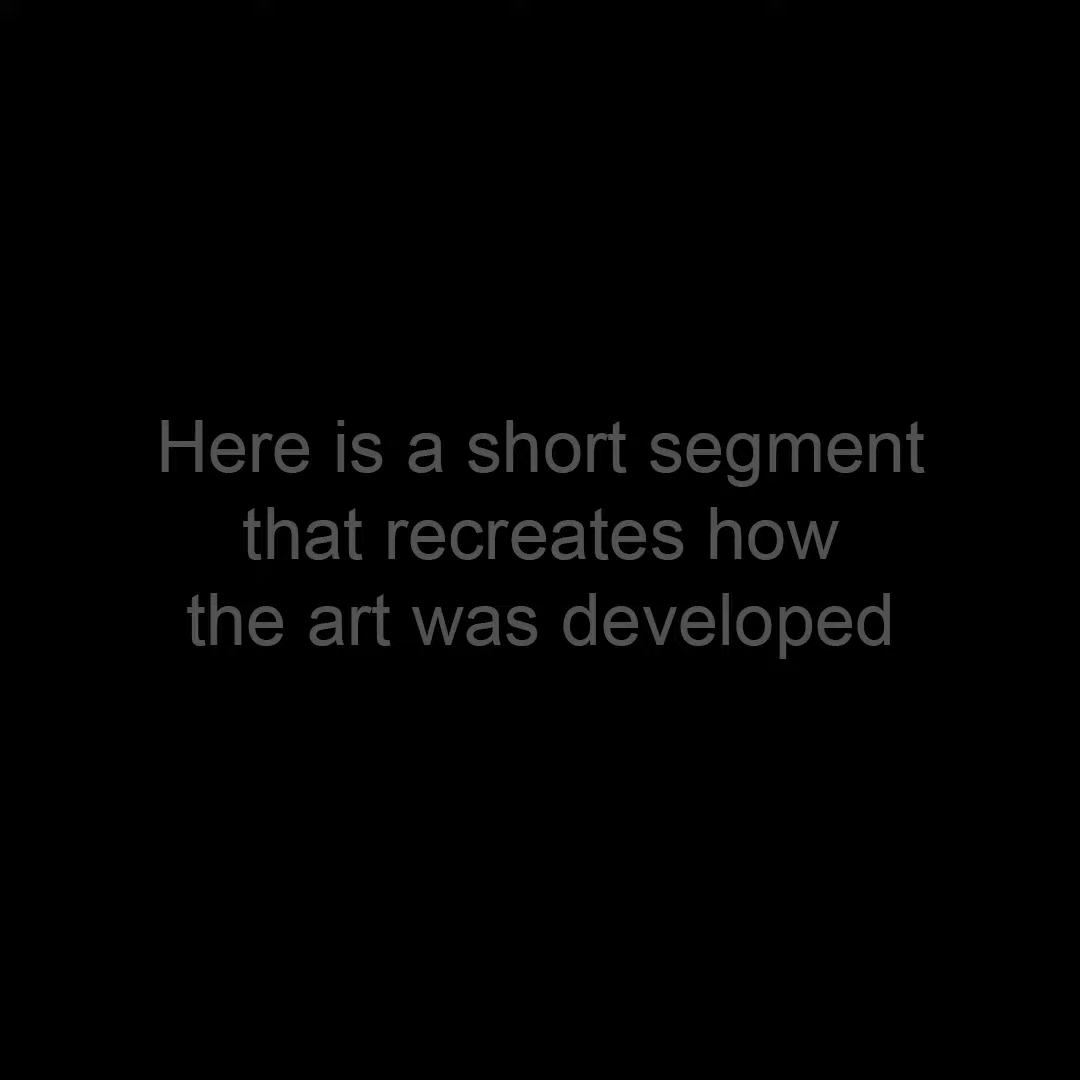 Here is a short segment
that recreates how
the art was developed